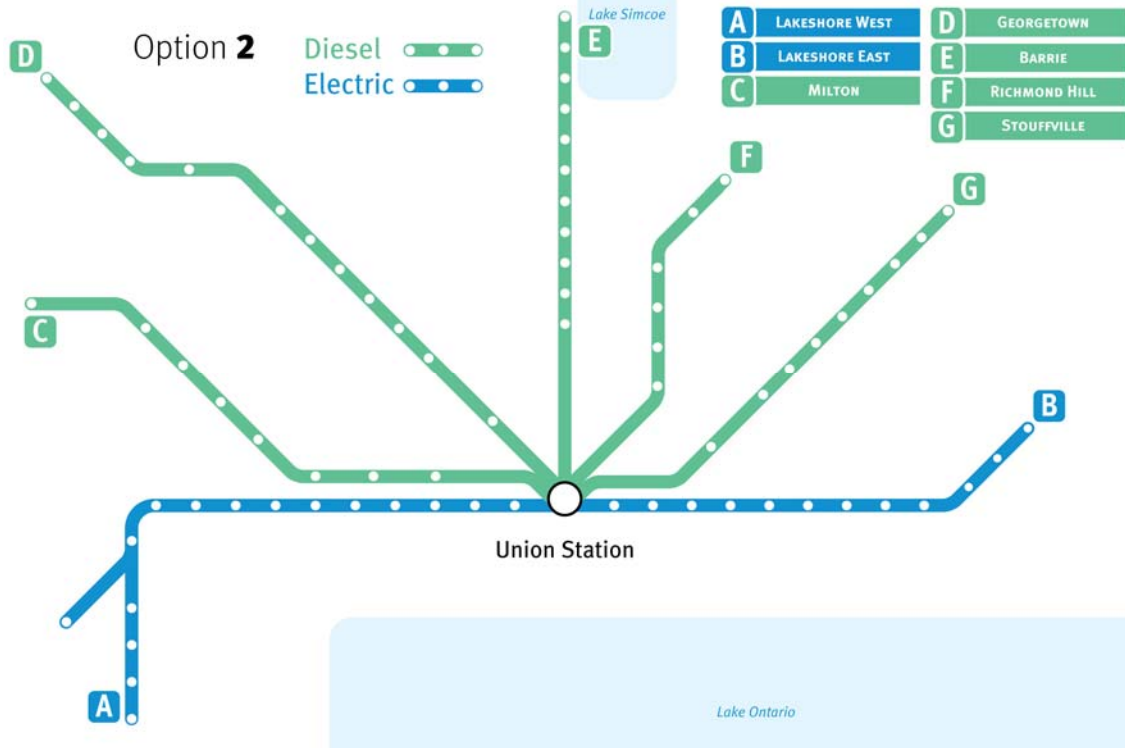 Option 2
Diesel
Electric
Lake Simcoe
A LAKESHORE WEST
B LAKESHORE EAST
C MILTON
D GEORGETOWN
E BARRIE
F RICHMOND HILL
G STOUFFVILLE
D
E
F
G
C
B
Union Station
A
Lake Ontario